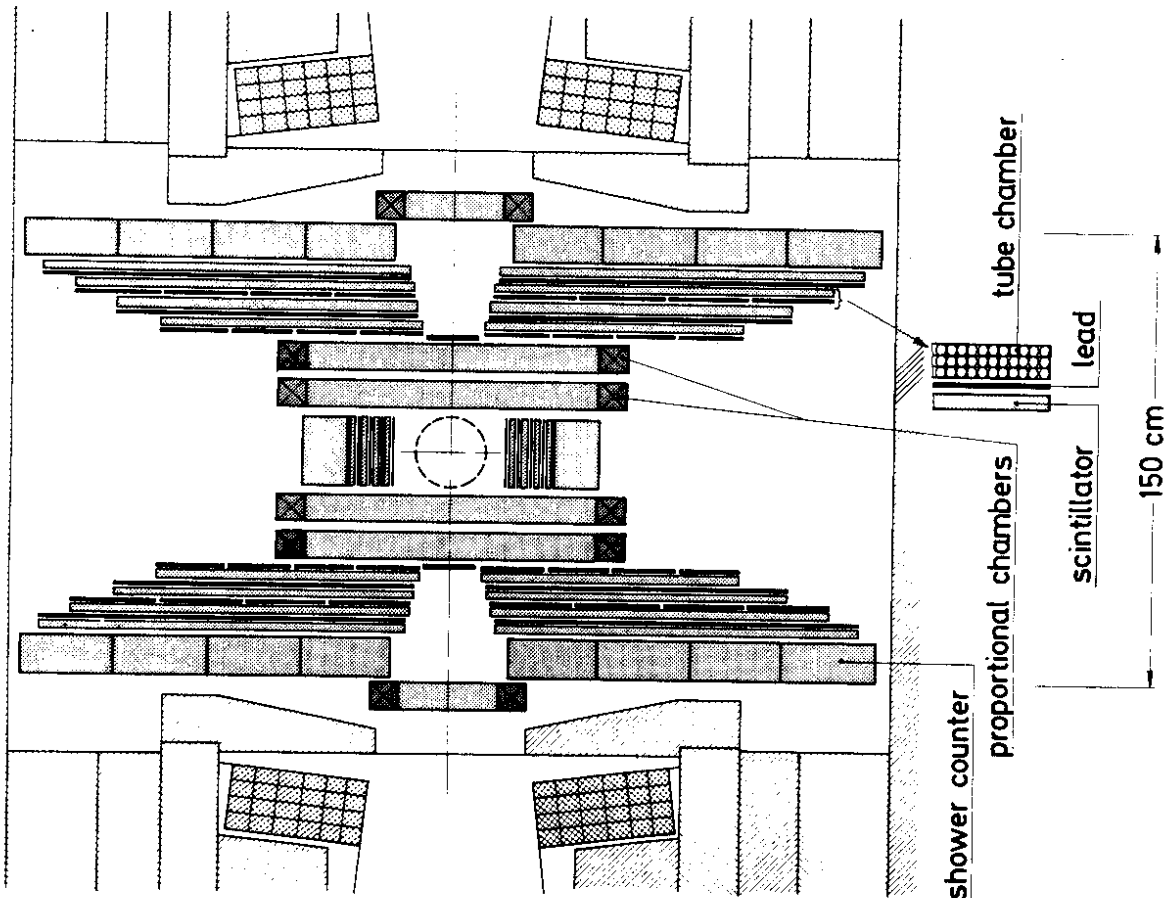 tube chamber
lead
scintillator
proportional chambers
shower counter
150 cm